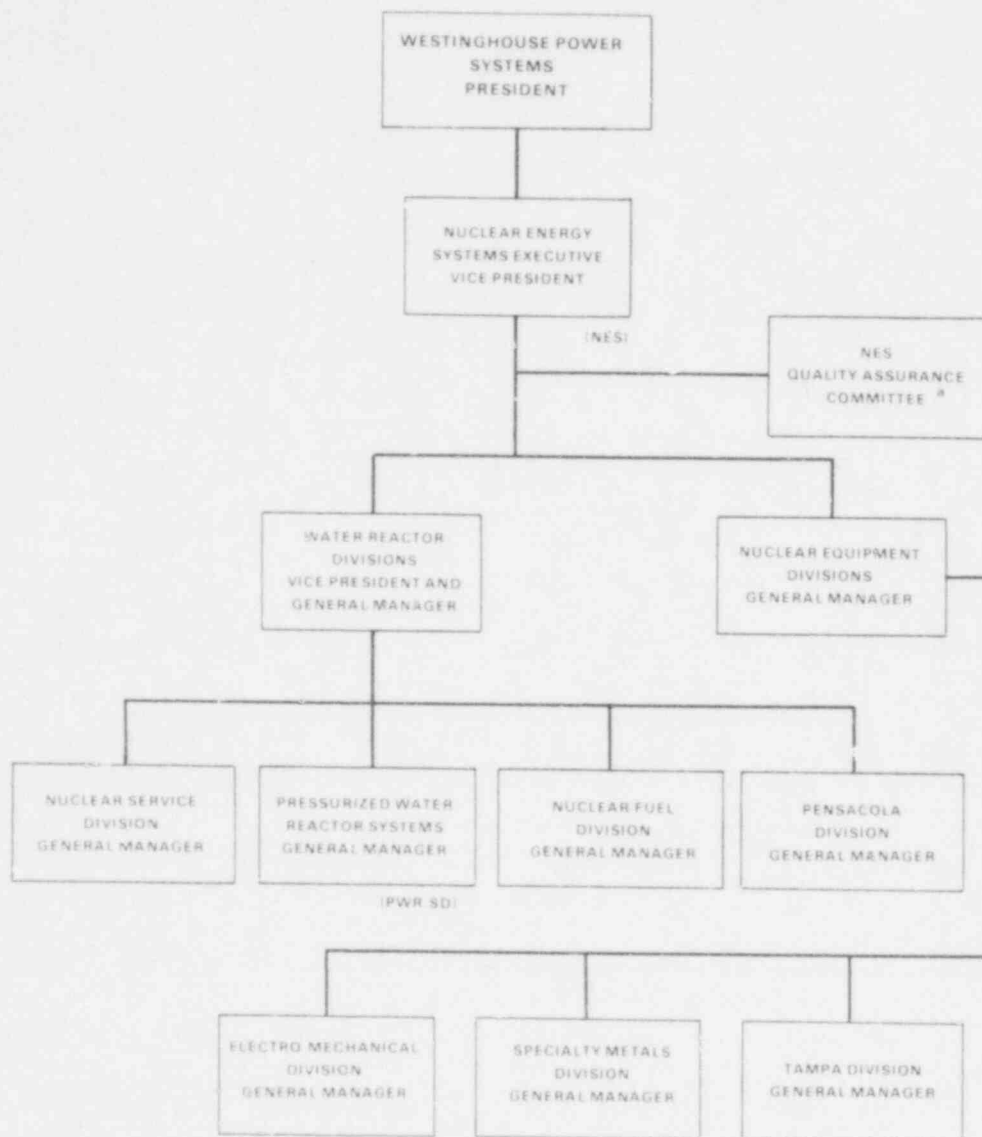 WESTINGHOUSE POWER
SYSTEMS
PRESIDENT
NUCLEAR ENERGY
SYSTEMS EXECUTIVE
VICE PRESIDENT
(NES)
NES
QUALITY ASSURANCE
COMMITTEE a
WATER REACTOR
DIVISIONS
VICE PRESIDENT AND
GENERAL MANAGER
NUCLEAR EQUIPMENT
DIVISIONS
GENERAL MANAGER
NUCLEAR SERVICE
DIVISION
GENERAL MANAGER
PRESSURIZED WATER
REACTOR SYSTEMS
GENERAL MANAGER
NUCLEAR FUEL
DIVISION
GENERAL MANAGER
PENSACOLA
DIVISION
GENERAL MANAGER
(PWR SD)
ELECTRO MECHANICAL
DIVISION
GENERAL MANAGER
SPECIALTY METALS
DIVISION
GENERAL MANAGER
TAMPA DIVISION
GENERAL MANAGER